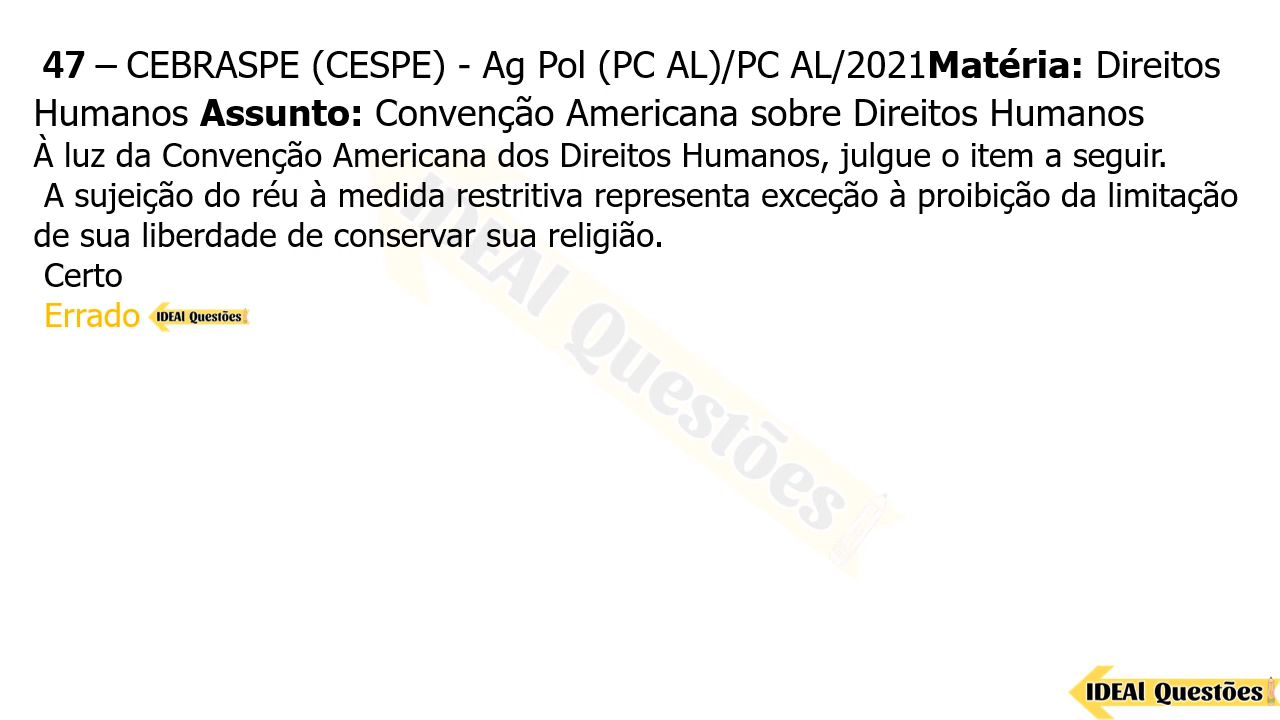 47 – CEBRASPE (CESPE) - Ag Pol (PC AL)/PC AL/2021Matéria: Direitos
Humanos Assunto: Convenção Americana sobre Direitos Humanos
À luz da Convenção Americana dos Direitos Humanos, julgue o item a seguir.
A sujeição do réu à medida restritiva representa exceção à proibição da limitação
de sua liberdade de conservar sua religião.
Certo
Errado IDEAl Questões
IDEAl Questões
IDEAl Questões